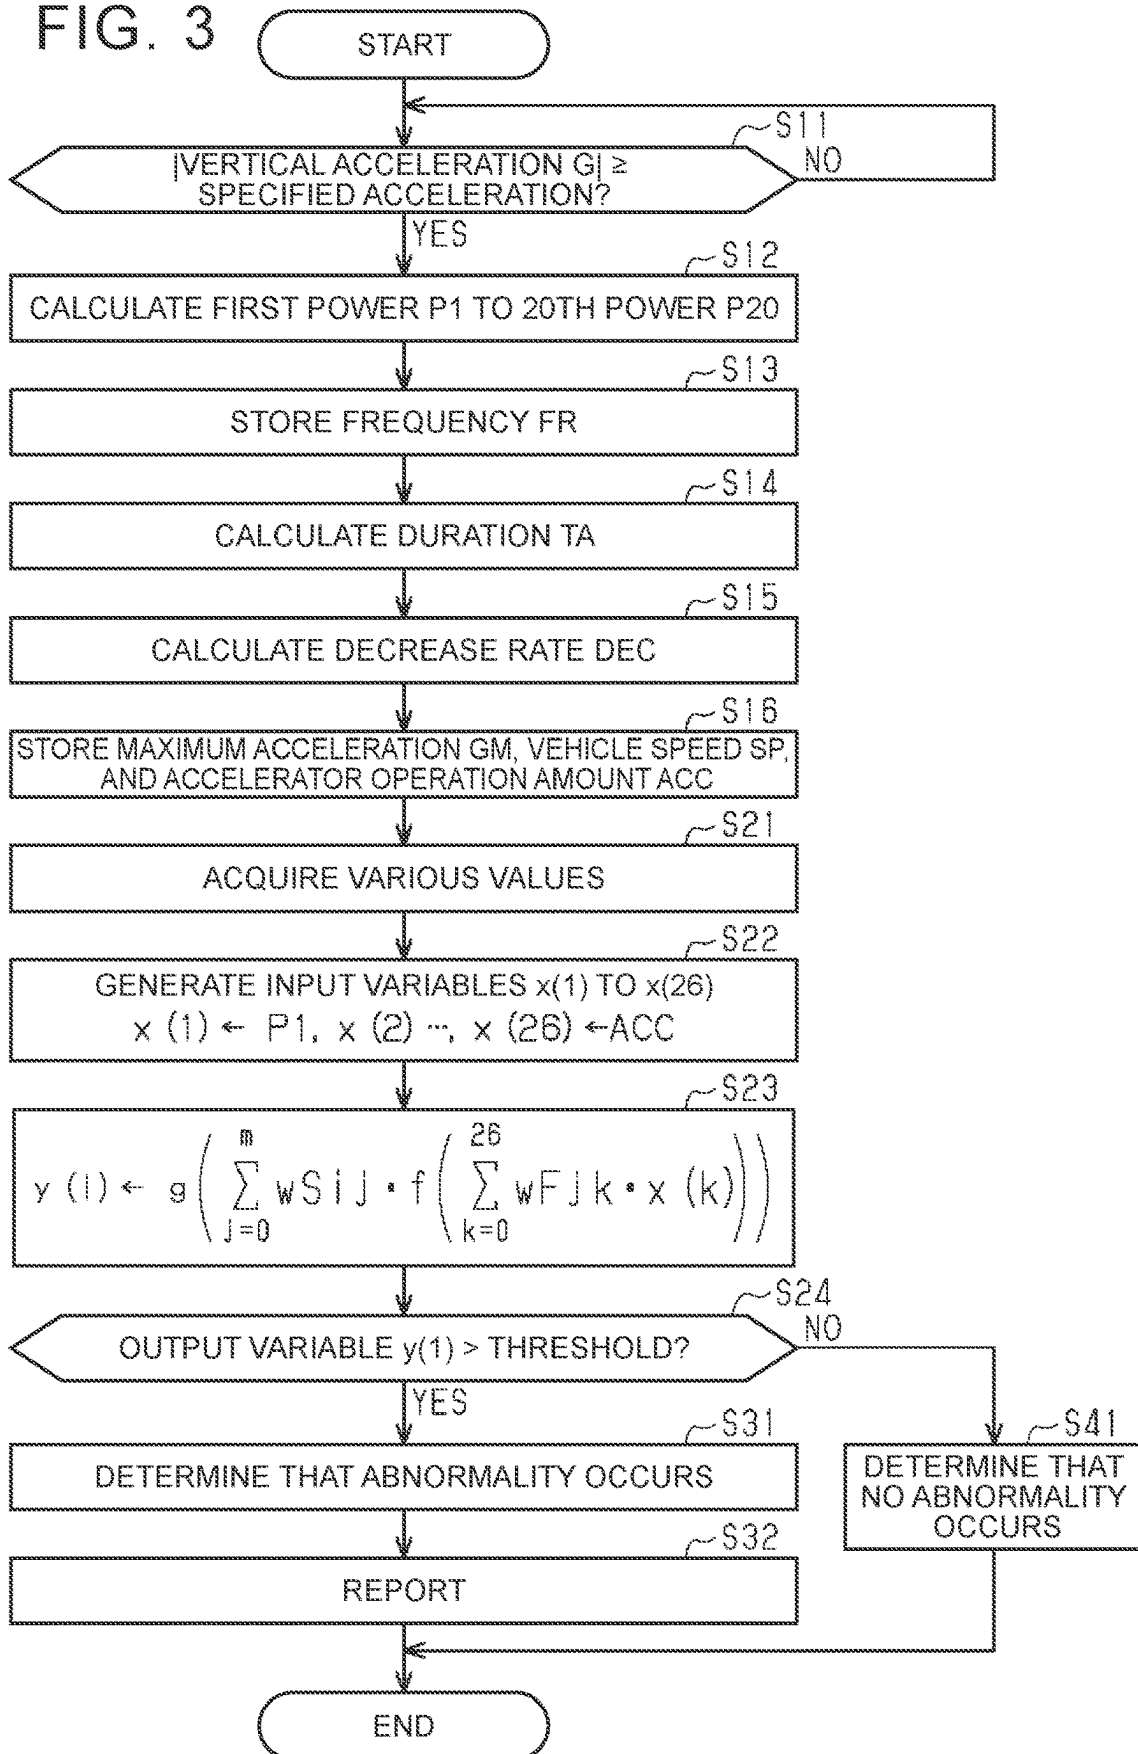 FIG. 3
START
S11
|VERTICAL ACCELERATION G| ≥
SPECIFIED ACCELERATION?
NO
YES
S12
CALCULATE FIRST POWER P1 TO 20TH POWER P20
S13
STORE FREQUENCY FR
S14
CALCULATE DURATION TA
S15
CALCULATE DECREASE RATE DEC
S16
STORE MAXIMUM ACCELERATION GM, VEHICLE SPEED SP,
AND ACCELERATOR OPERATION AMOUNT ACC
S21
ACQUIRE VARIOUS VALUES
S22
GENERATE INPUT VARIABLES x(1) TO x(26)
x (1) ← P1, x (2) ···, x (26) ←ACC
S23
y (i) ← g( m∑j=0 wSij · f( 26∑k=0 wFjk · x (k) ) )
S24
OUTPUT VARIABLE y(1) > THRESHOLD?
NO
YES
S31
DETERMINE THAT ABNORMALITY OCCURS
S41
DETERMINE THAT
NO ABNORMALITY
OCCURS
S32
REPORT
END